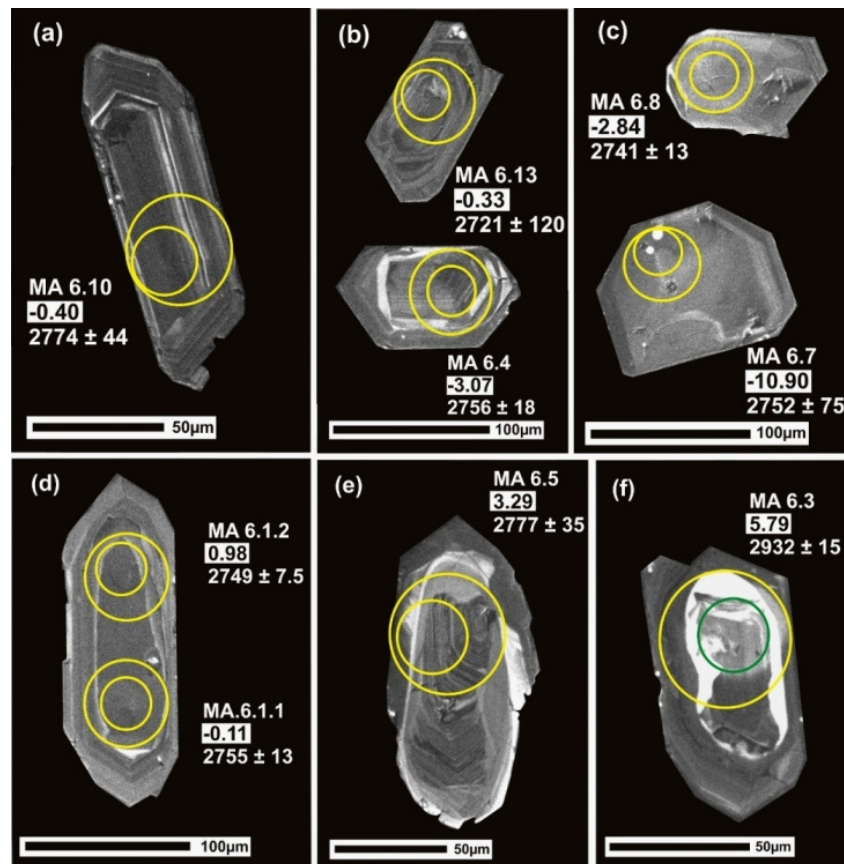 (a)
MA 6.10
-0.40
2774 ± 44
50µm
(b)
MA 6.13
-0.33
2721 ± 120
MA 6.4
-3.07
2756 ± 18
100µm
(c)
MA 6.8
-2.84
2741 ± 13
MA 6.7
-10.90
2752 ± 75
100µm
(d)
MA 6.1.2
0.98
2749 ± 7.5
MA.6.1.1
-0.11
2755 ± 13
100µm
(e)
MA 6.5
3.29
2777 ± 35
50µm
(f)
MA 6.3
5.79
2932 ± 15
50µm